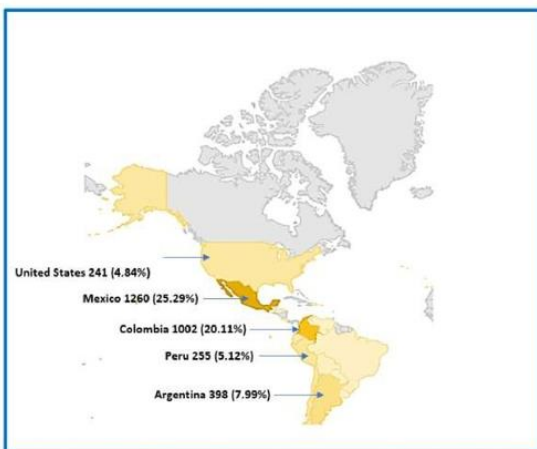 United States 241 (4.84%)
Mexico 1260 (25.29%)
Colombia 1002 (20.11%)
Peru 255 (5.12%)
Argentina 398 (7.99%)